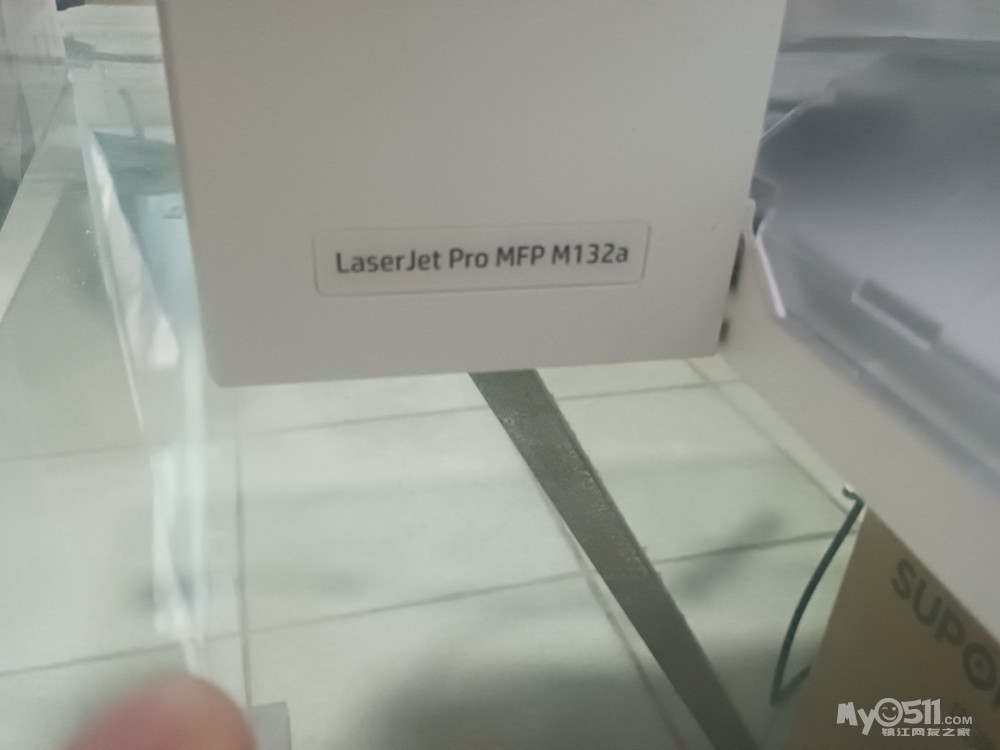 LaserJet Pro MFP M132a
SUPO
My0511.COM
镇江网友之家